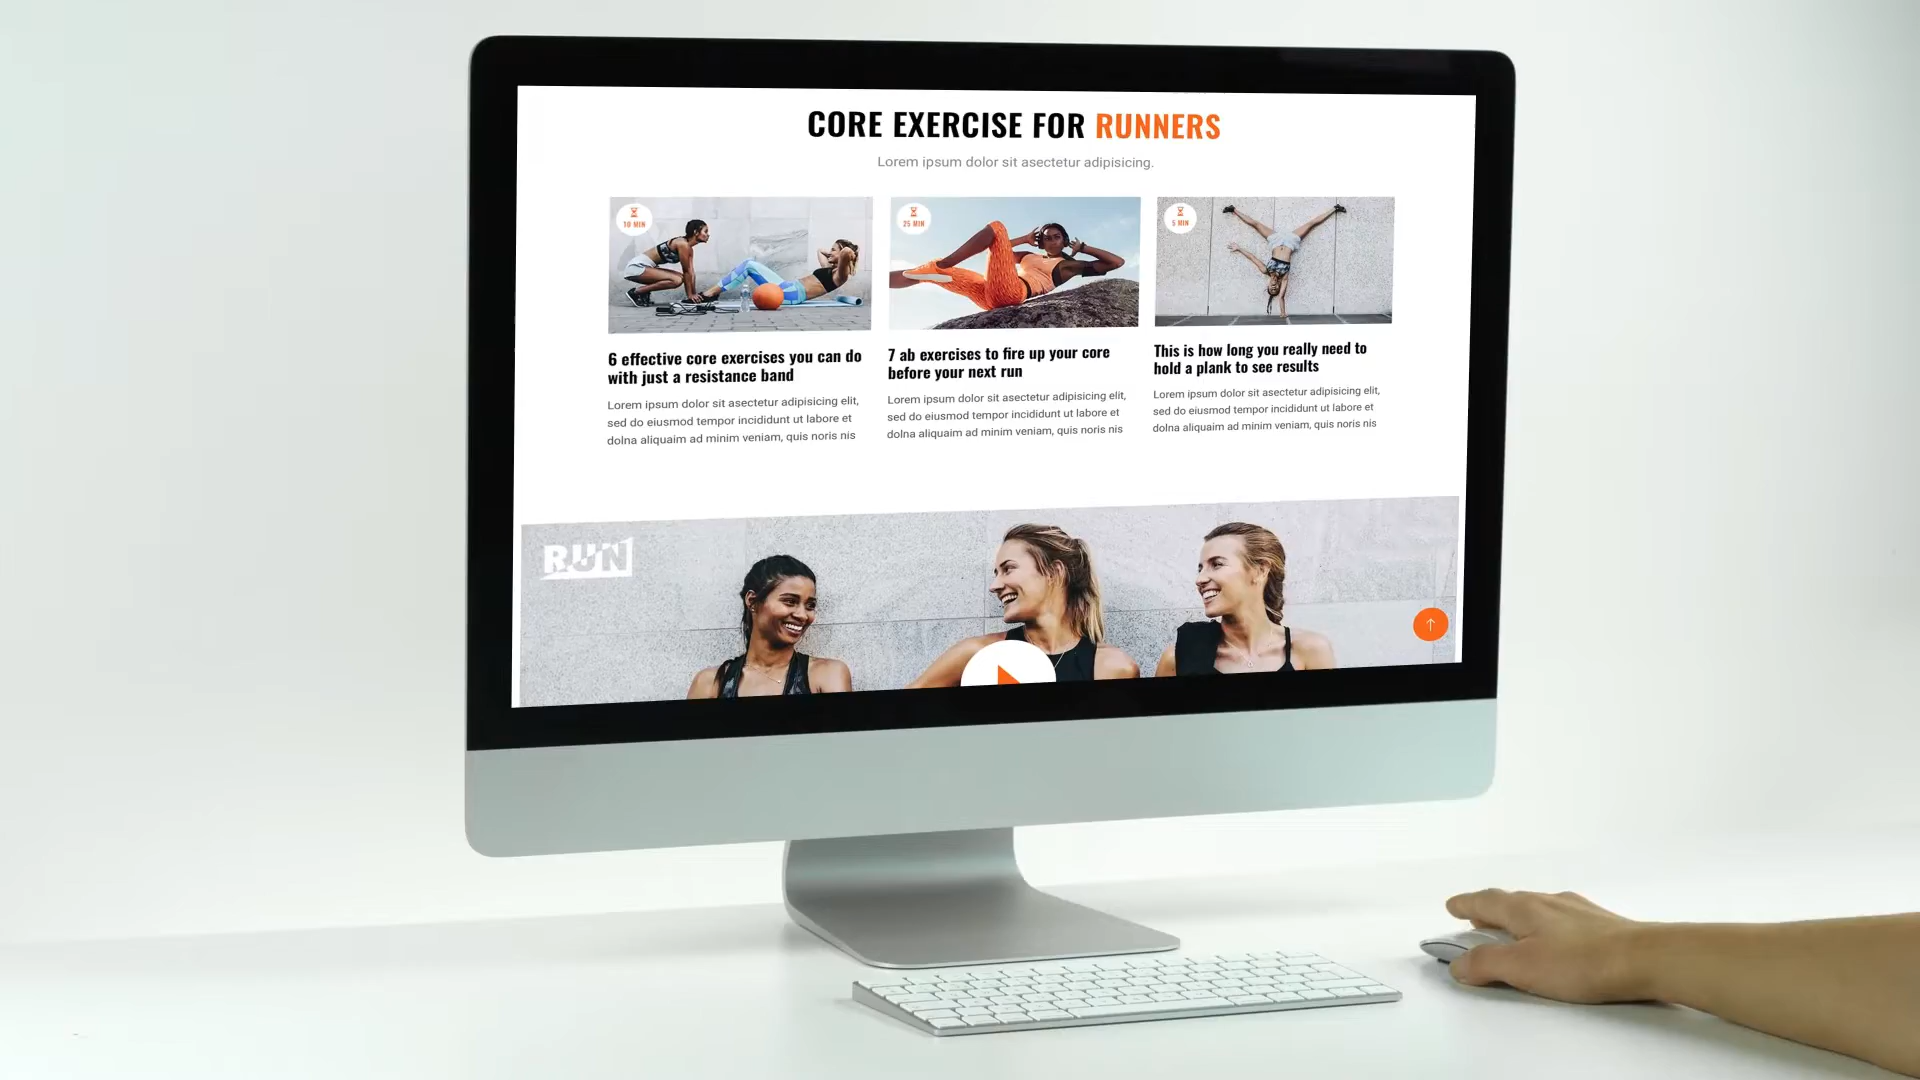 CORE EXERCISE FOR RUNNERS
Lorem ipsum dolor sit asectetur adipisicing.
10 MIN
25 MIN
5 MIN
6 effective core exercises you can do
with just a resistance band
Lorem ipsum dolor sit asectetur adipisicing elit,
sed do eiusmod tempor incididunt ut labore et
dolna aliquaim ad minim veniam, quis noris nis
7 ab exercises to fire up your core
before your next run
Lorem ipsum dolor sit asectetur adipisicing elit,
sed do eiusmod tempor incididunt ut labore et
dolna aliquaim ad minim veniam, quis noris nis
This is how long you really need to
hold a plank to see results
Lorem ipsum dolor sit asectetur adipisicing elit,
sed do eiusmod tempor incididunt ut labore et
dolna aliquaim ad minim veniam, quis noris nis
RUN